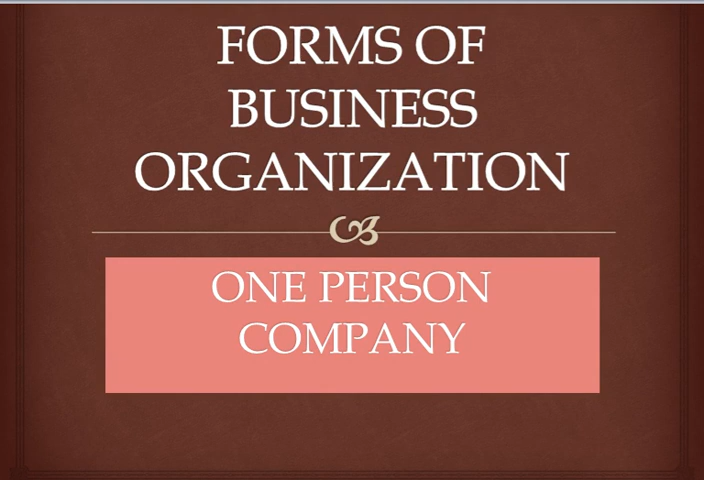 FORMS OF
BUSINESS
ORGANIZATION
ONE PERSON
COMPANY